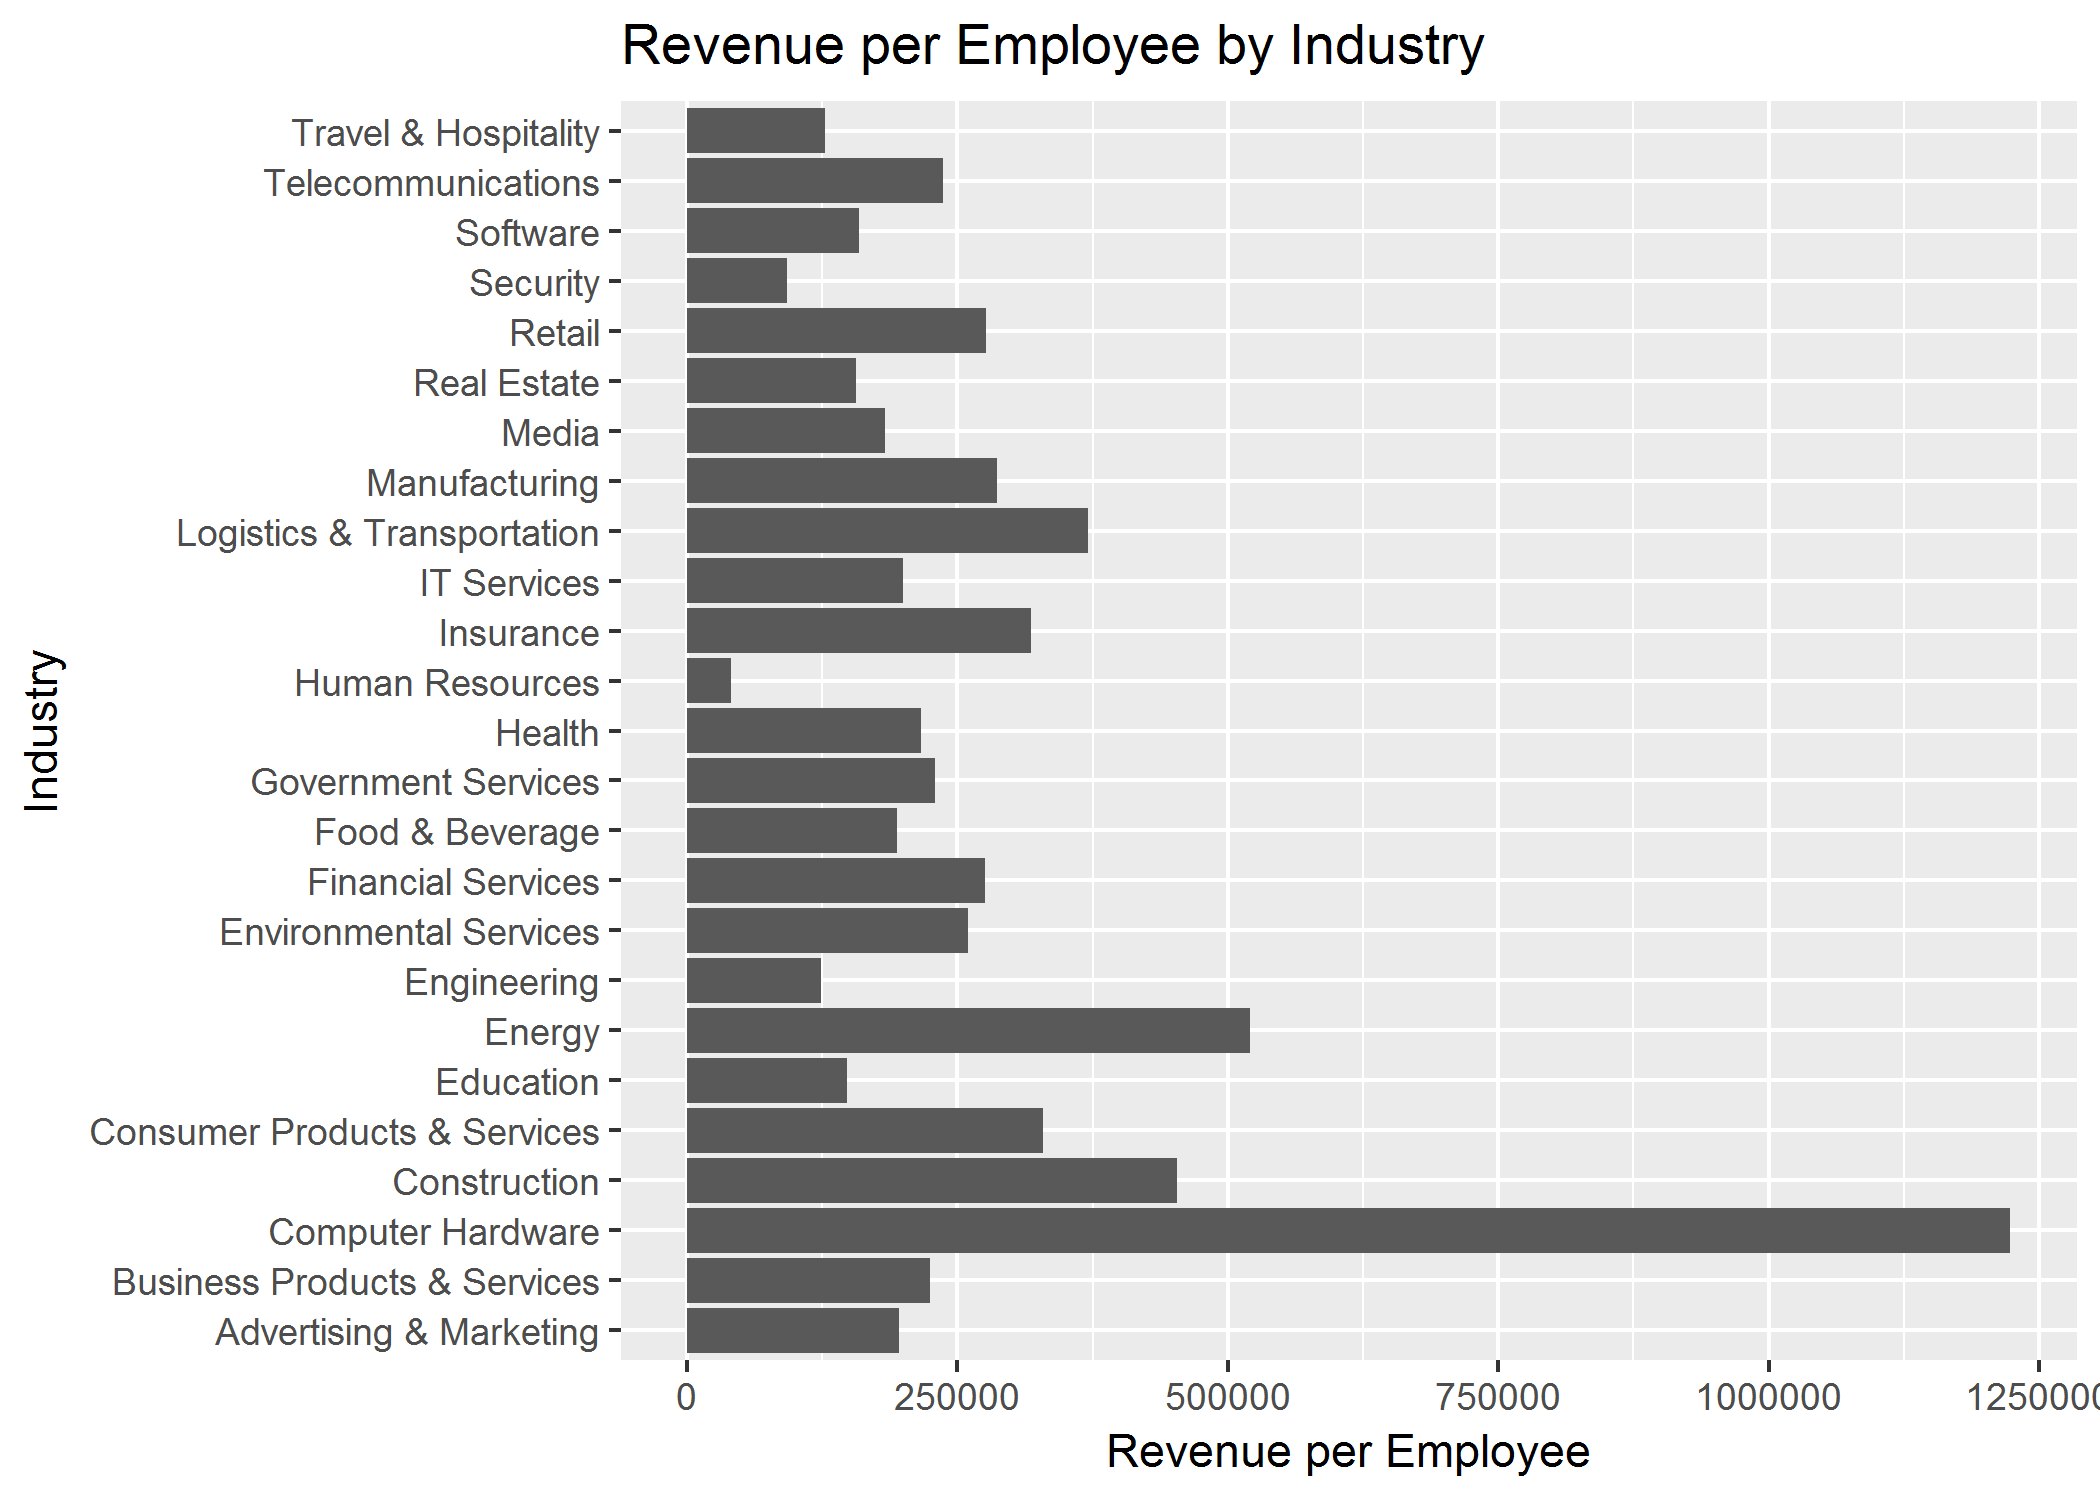 Revenue per Employee by Industry
Travel & Hospitality
Telecommunications
Software
Security
Retail
Real Estate
Media
Manufacturing
Logistics & Transportation
IT Services
Insurance
Human Resources
Health
Government Services
Food & Beverage
Financial Services
Environmental Services
Engineering
Energy
Education
Consumer Products & Services
Construction
Computer Hardware
Business Products & Services
Advertising & Marketing
Industry
0 250000 500000 750000 1000000 1250000
Revenue per Employee